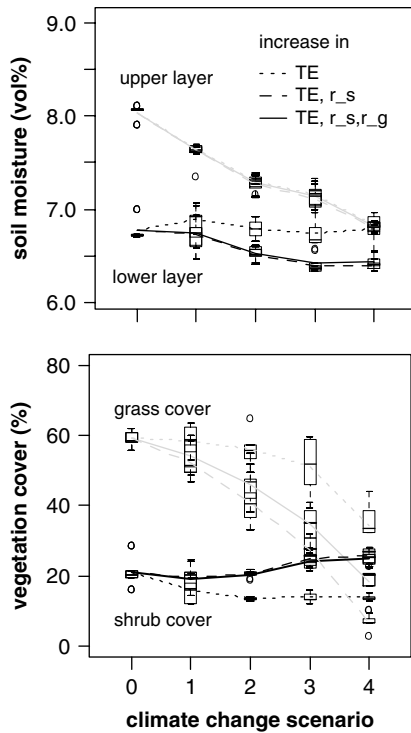 9.0
8.0
7.0
6.0
soil moisture (vol%)
upper layer
lower layer
increase in
TE
TE, r_s
TE, r_s,r_g
80
60
40
20
0
vegetation cover (%)
grass cover
shrub cover
0 1 2 3 4
climate change scenario